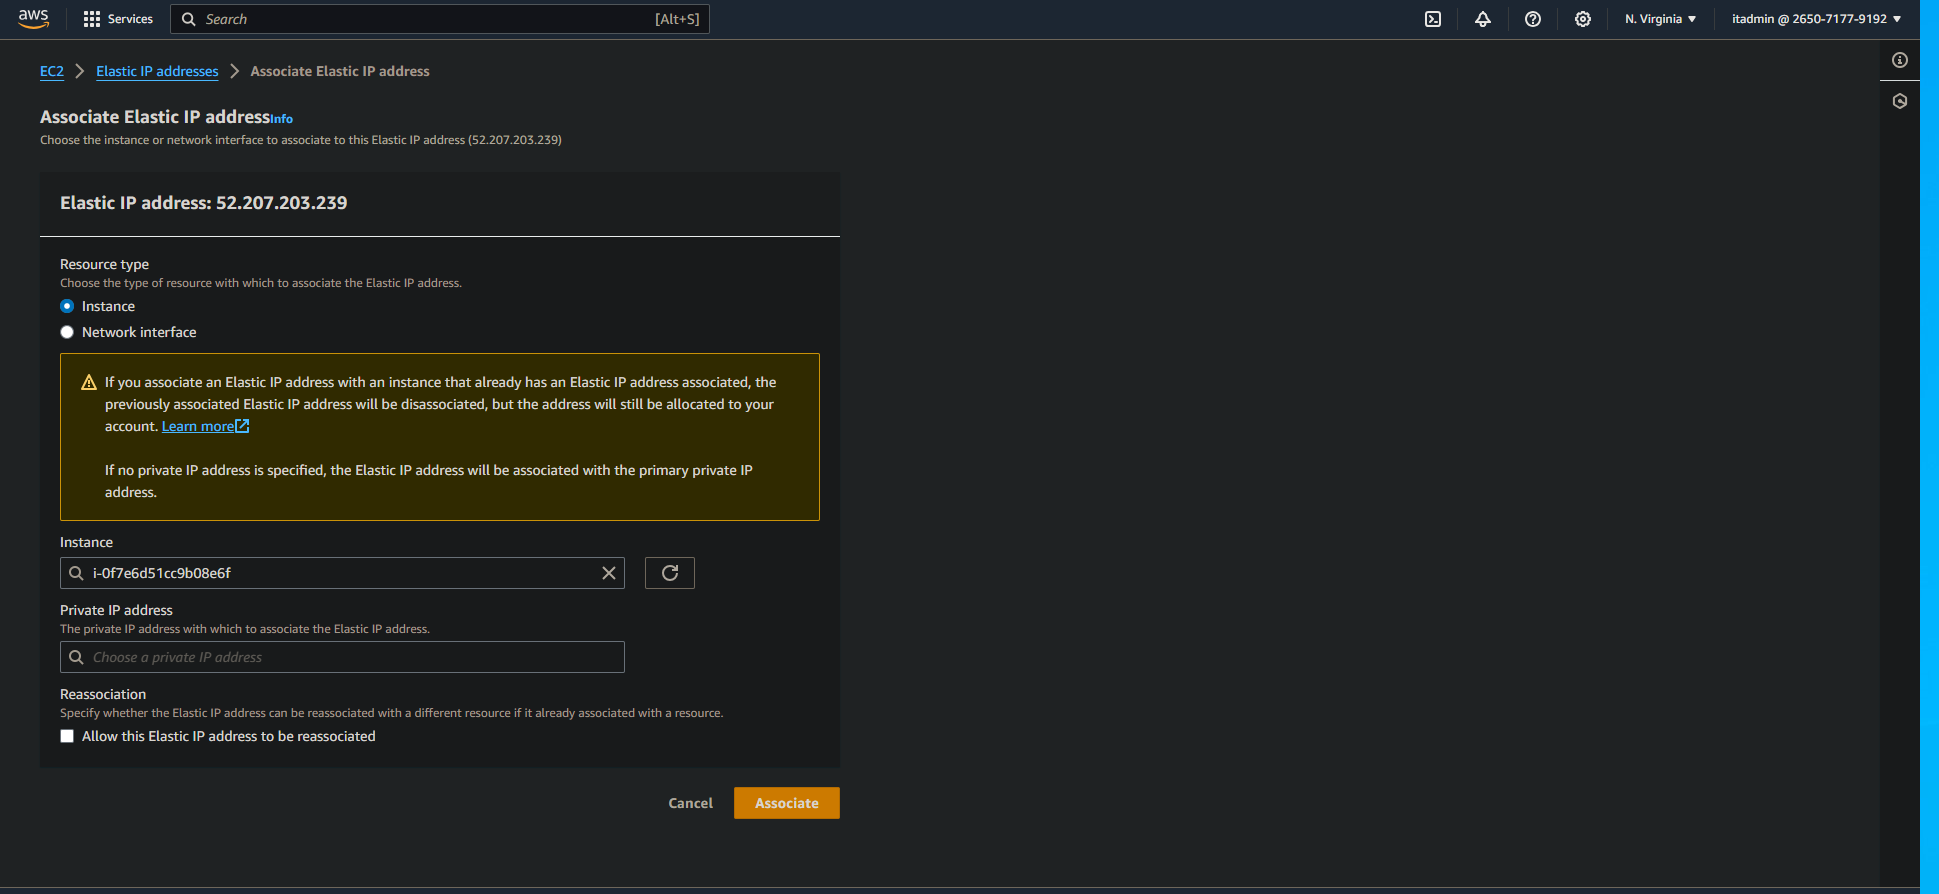 aws
Services
Search
[Alt+S]
N. Virginia
itadmin @ 2650-7177-9192
EC2
Elastic IP addresses
Associate Elastic IP address
Associate Elastic IP address Info
Choose the instance or network interface to associate to this Elastic IP address (52.207.203.239)
Elastic IP address: 52.207.203.239
Resource type
Choose the type of resource with which to associate the Elastic IP address.
Instance
Network interface
If you associate an Elastic IP address with an instance that already has an Elastic IP address associated, the
previously associated Elastic IP address will be disassociated, but the address will still be allocated to your
account. Learn more
If no private IP address is specified, the Elastic IP address will be associated with the primary private IP
address.
Instance
i-0f7e6d51cc9b08e6f
Private IP address
The private IP address with which to associate the Elastic IP address.
Choose a private IP address
Reassociation
Specify whether the Elastic IP address can be reassociated with a different resource if it already associated with a resource.
Allow this Elastic IP address to be reassociated
Cancel
Associate